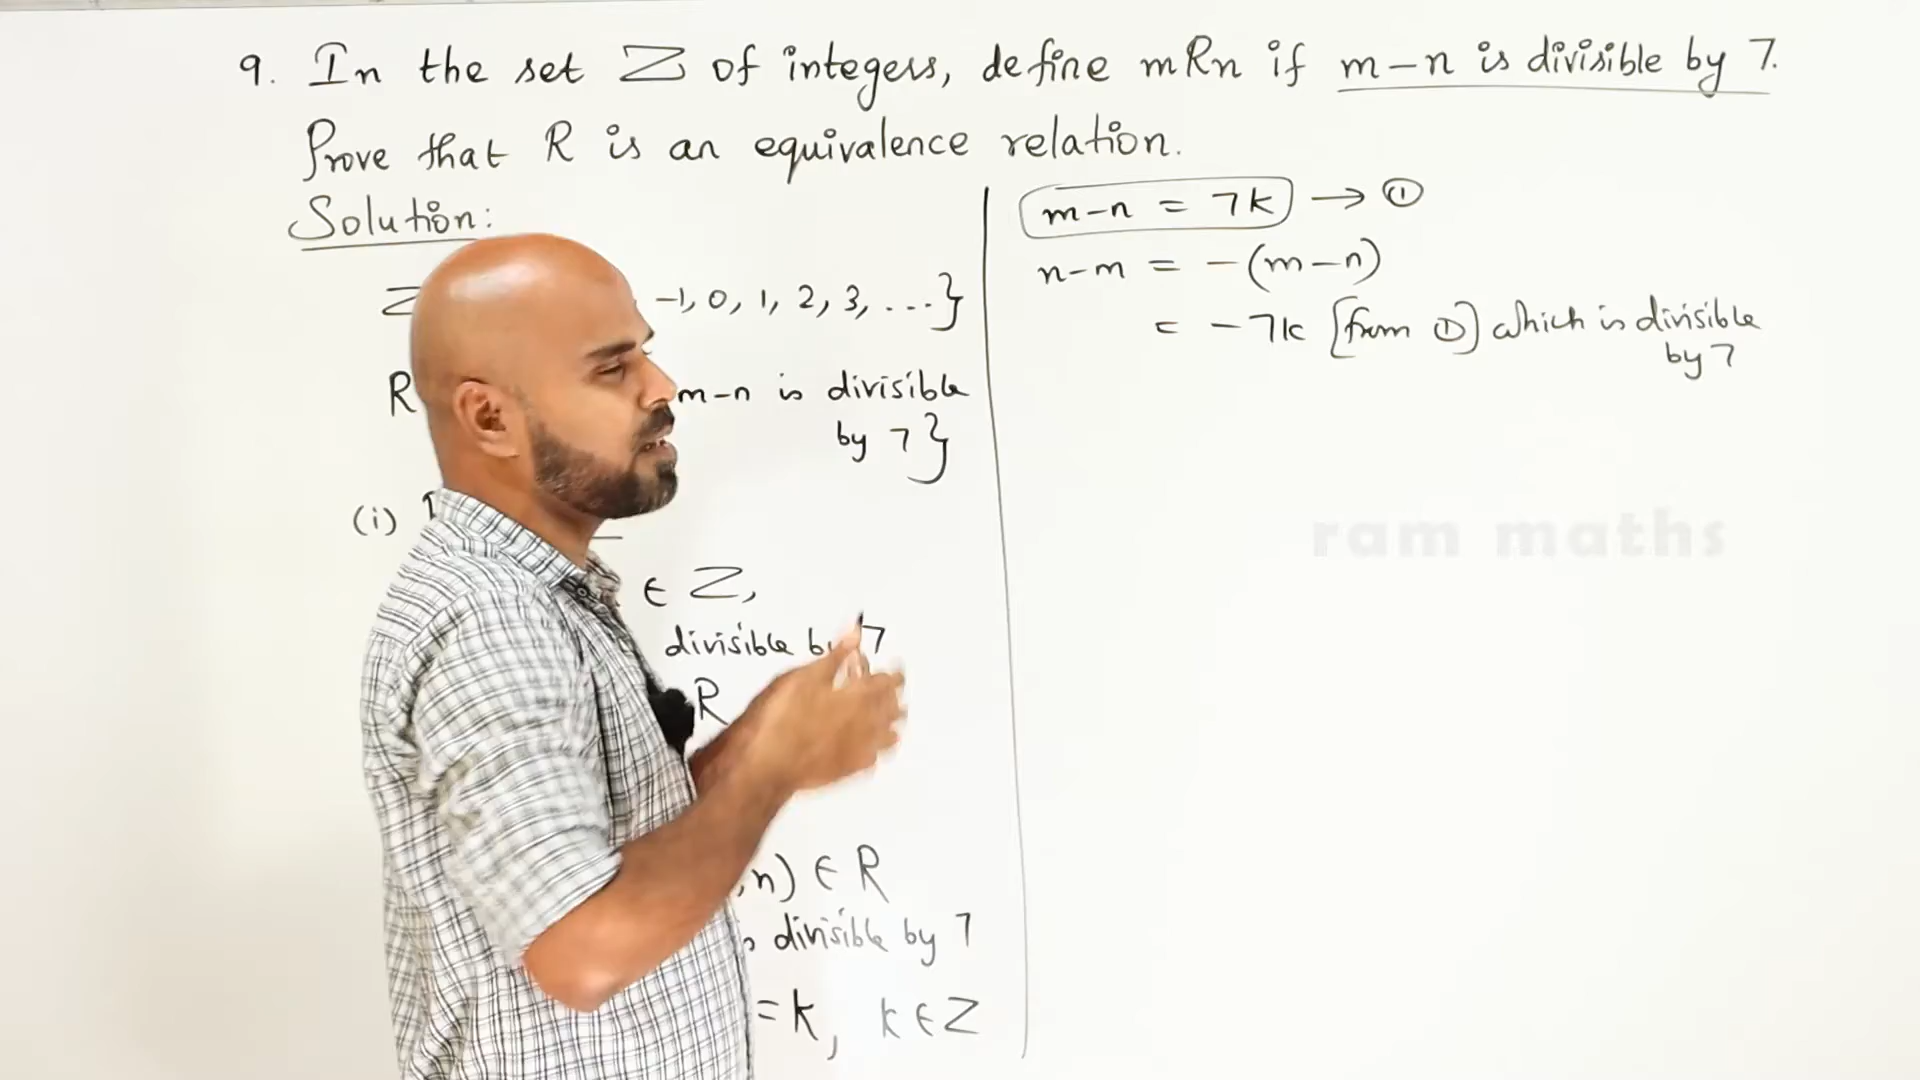 9. In the set Z of integers, define mRn if m-n is divisible by 7.
Prove that R is an equivalence relation.
Solution:
Z -1, 0, 1, 2, 3, ...}
R m-n is divisible
by 7}
(i)
∈ Z,
divisible by 7
R
,n) ∈ R
divisible by 7
=k, k∈Z
m-n = 7k → ①
n-m = -(m-n)
= -7k [from ①] which is divisible
by 7
ram maths